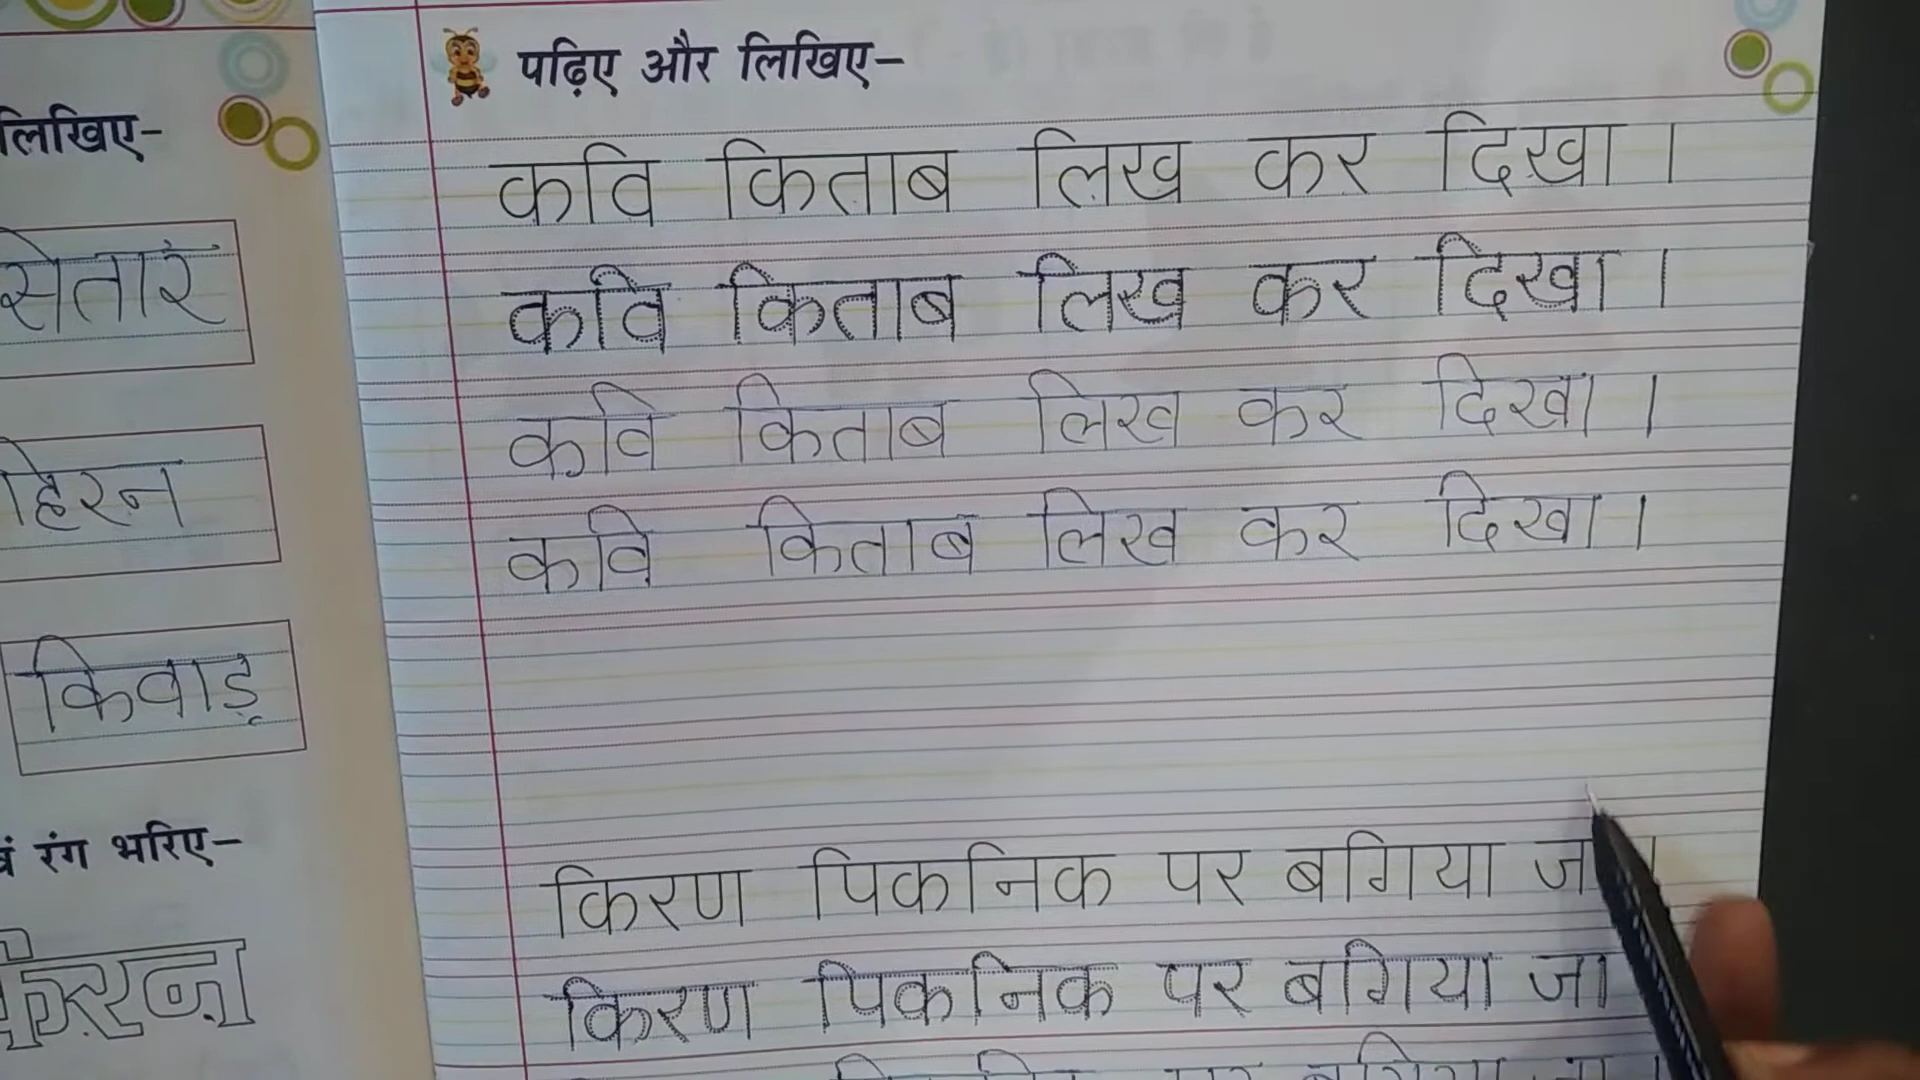 लिखिए-
हिरन
किवाड़
रंग भरिए-
पढ़िए और लिखिए-
कवि किताब लिख कर दिखा ।
कवि किताब लिख कर दिखा ।
कवि किताब लिख कर दिखा ।
कवि किताब लिख कर दिखा ।
किरण पिकनिक पर बगिया ।
किरण पिकनिक पर बगिया जा